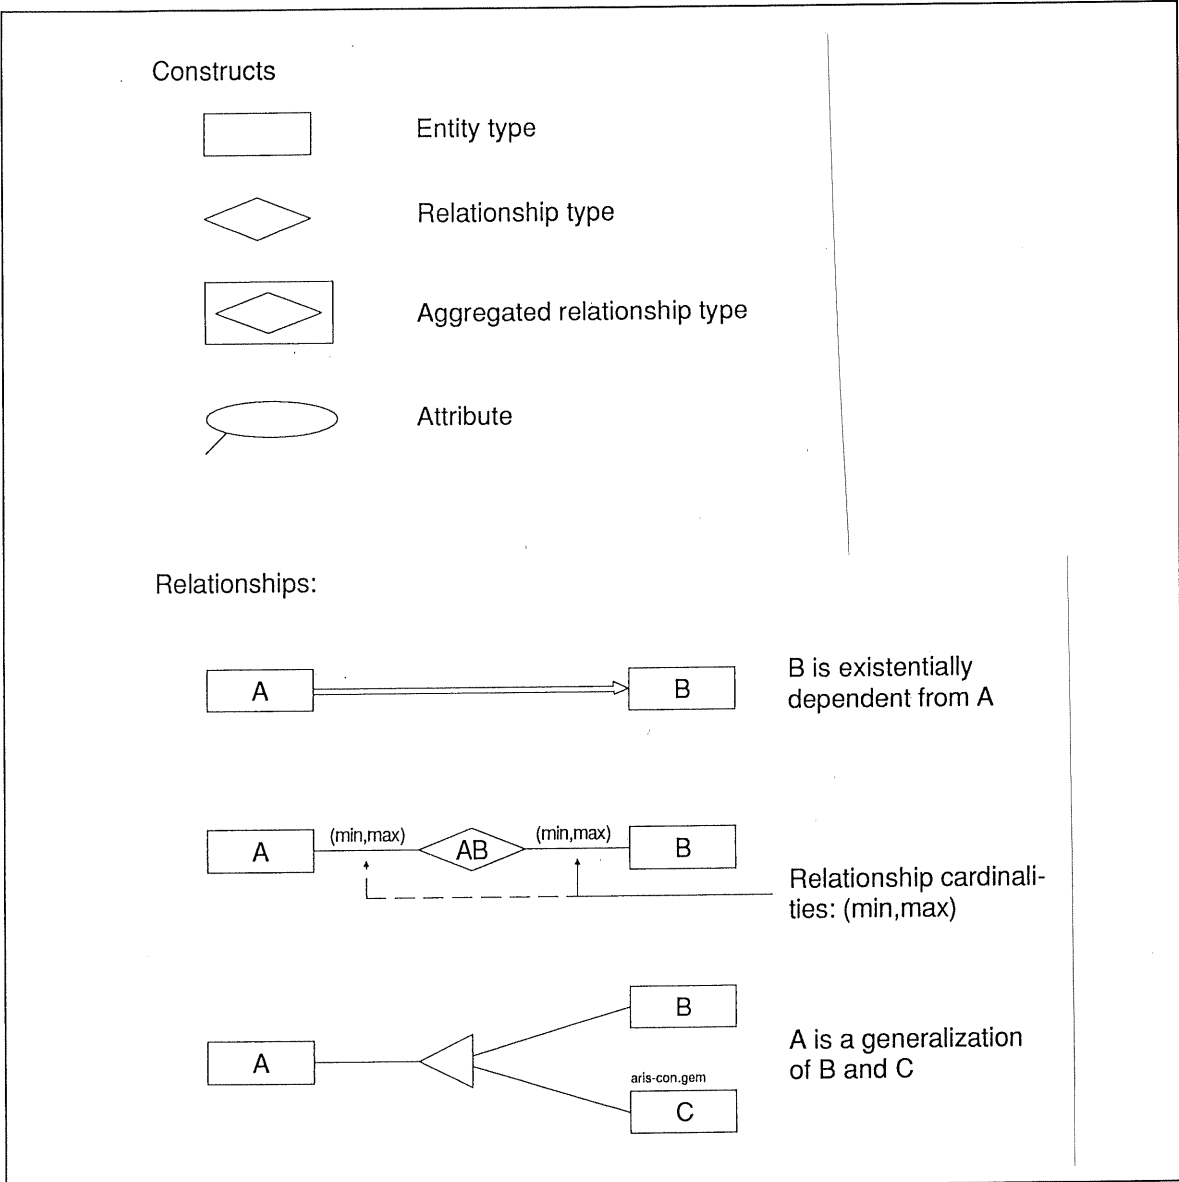 Constructs
Entity type
Relationship type
Aggregated relationship type
Attribute
Relationships:
A
B
B is existentially
dependent from A
A
(min,max)
AB
(min,max)
B
Relationship cardinali-
ties: (min,max)
A
B
aris-con.gem
C
A is a generalization
of B and C